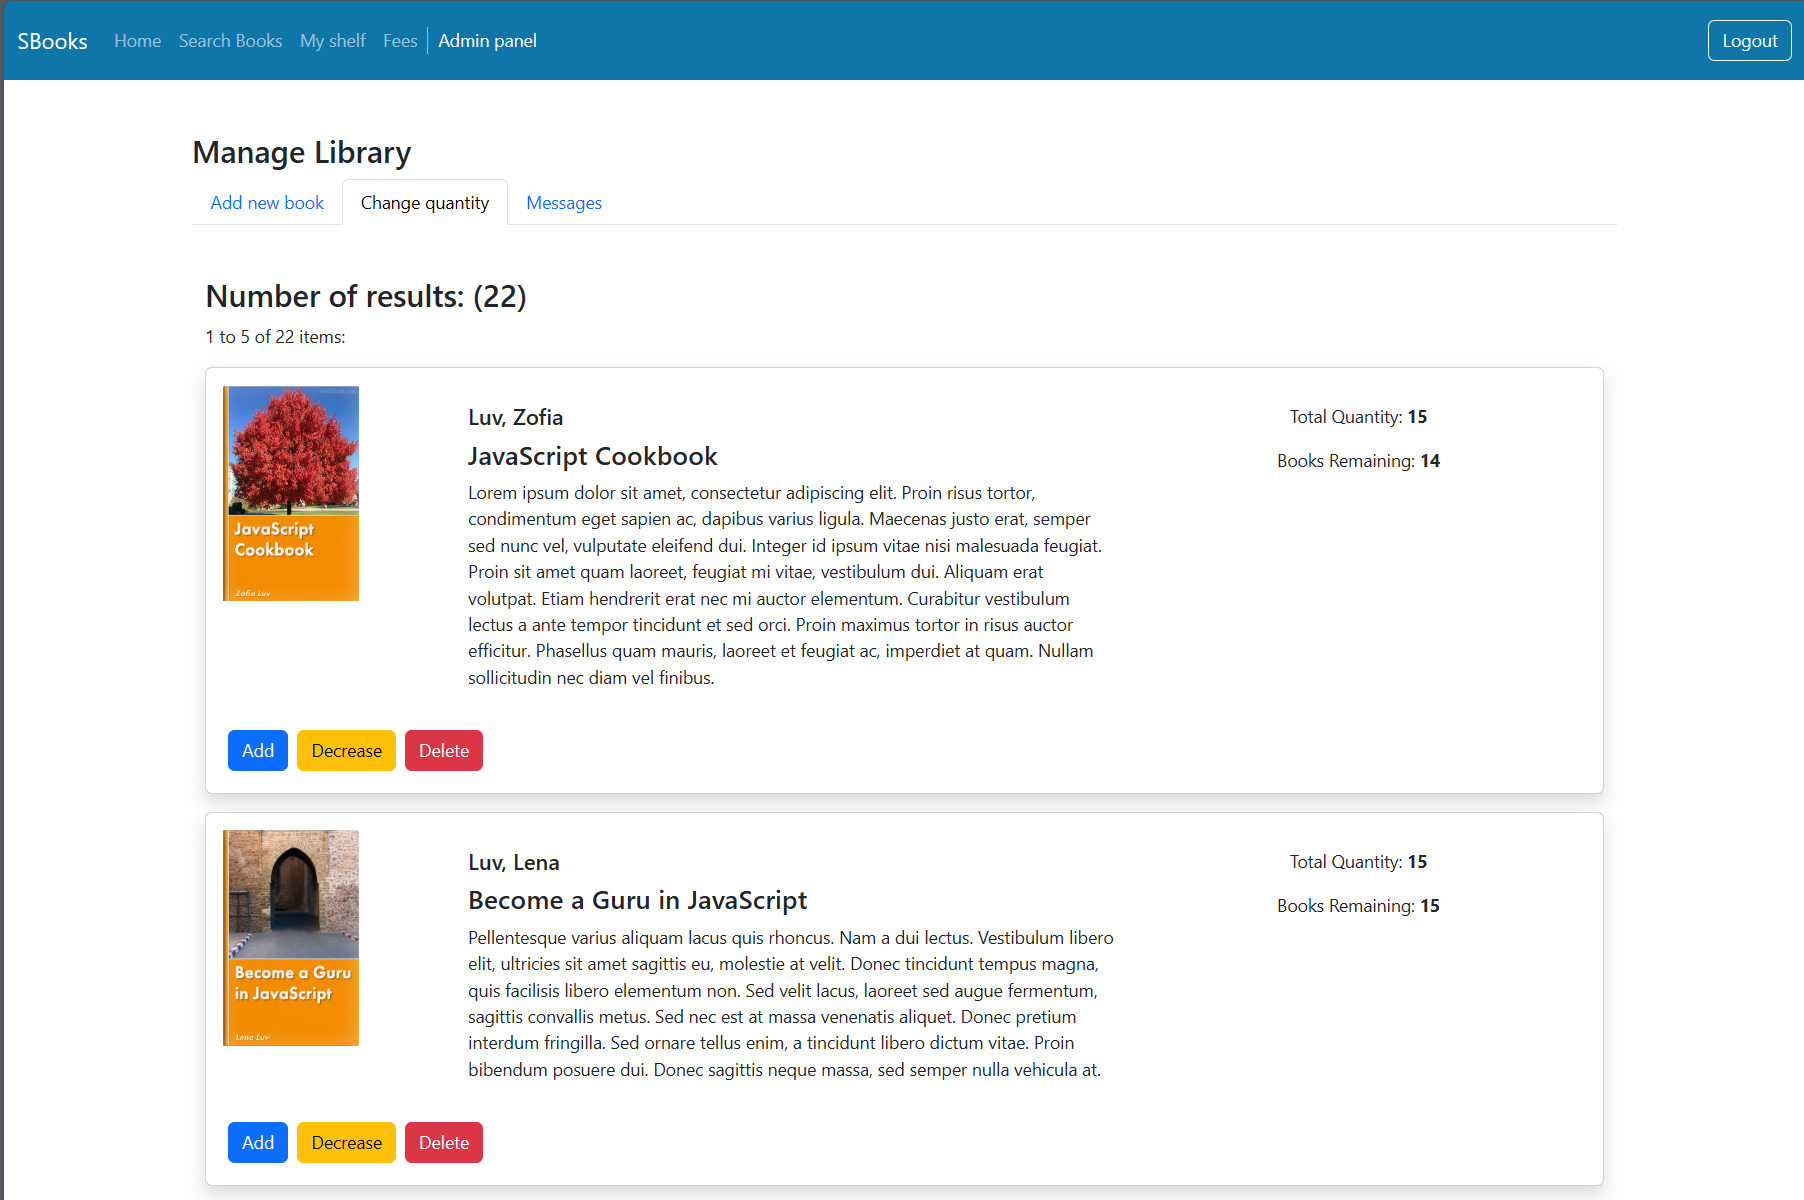 SBooks Home Search Books My shelf Fees Admin panel Logout
Manage Library
Add new book Change quantity Messages
Number of results: (22)
1 to 5 of 22 items:
JavaScript
Cookbook
Zofia Luv
Luv, Zofia
JavaScript Cookbook
Lorem ipsum dolor sit amet, consectetur adipiscing elit. Proin risus tortor,
condimentum eget sapien ac, dapibus varius ligula. Maecenas justo erat, semper
sed nunc vel, vulputate eleifend dui. Integer id ipsum vitae nisi malesuada feugiat.
Proin sit amet quam laoreet, feugiat mi vitae, vestibulum dui. Aliquam erat
volutpat. Etiam hendrerit erat nec mi auctor elementum. Curabitur vestibulum
lectus a ante tempor tincidunt et sed orci. Proin maximus tortor in risus auctor
efficitur. Phasellus quam mauris, laoreet et feugiat ac, imperdiet at quam. Nullam
sollicitudin nec diam vel finibus.
Total Quantity: 15
Books Remaining: 14
Add Decrease Delete
Become a Guru
in JavaScript
Lena Luv
Luv, Lena
Become a Guru in JavaScript
Pellentesque varius aliquam lacus quis rhoncus. Nam a dui lectus. Vestibulum libero
elit, ultricies sit amet sagittis eu, molestie at velit. Donec tincidunt tempus magna,
quis facilisis libero elementum non. Sed velit lacus, laoreet sed augue fermentum,
sagittis convallis metus. Sed nec est at massa venenatis aliquet. Donec pretium
interdum fringilla. Sed ornare tellus enim, a tincidunt libero dictum vitae. Proin
bibendum posuere dui. Donec sagittis neque massa, sed semper nulla vehicula at.
Total Quantity: 15
Books Remaining: 15
Add Decrease Delete